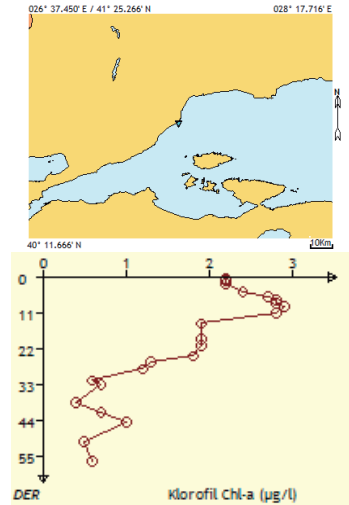 026° 37.450' E / 41° 25.266' N 028° 17.716' E
N
40° 11.666' N 10Km
0 1 2 3
0
11
22
33
44
55
DER Klorofil Chl-a (µg/l)